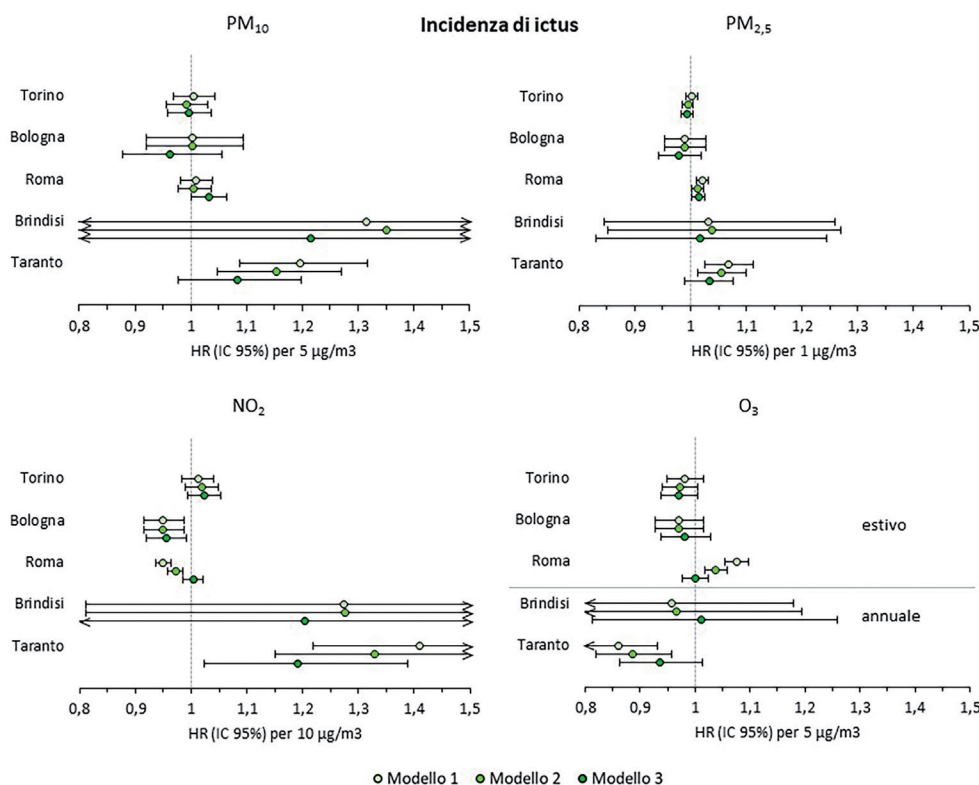 Incidenza di ictus
PM₁₀
Torino
Bologna
Roma
Brindisi
Taranto
0,8 0,9 1 1,1 1,2 1,3 1,4 1,5
HR (IC 95%) per 5 µg/m3
PM₂,₅
Torino
Bologna
Roma
Brindisi
Taranto
0,8 0,9 1 1,1 1,2 1,3 1,4 1,5
HR (IC 95%) per 1 µg/m3
NO₂
Torino
Bologna
Roma
Brindisi
Taranto
0,8 0,9 1 1,1 1,2 1,3 1,4 1,5
HR (IC 95%) per 10 µg/m3
O₃
Torino
Bologna
estivo
Roma
Brindisi
annuale
Taranto
0,8 0,9 1 1,1 1,2 1,3 1,4 1,5
HR (IC 95%) per 5 µg/m3
Modello 1 Modello 2 Modello 3